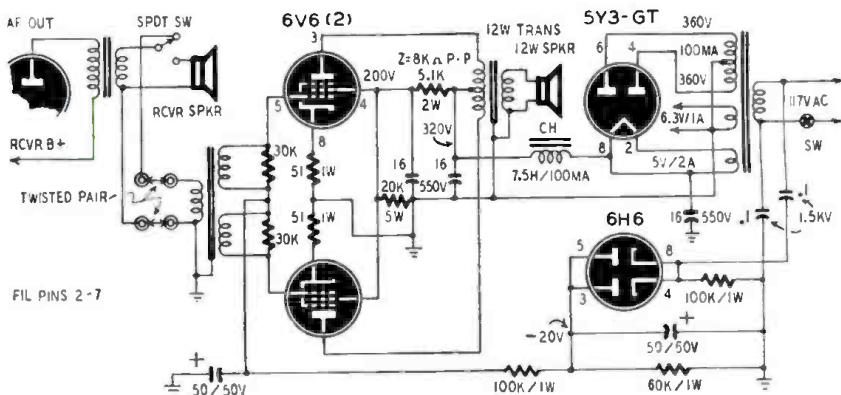 AF OUT
SPDT SW
RCVR SPKR
RCVR B+
TWISTED PAIR
FIL PINS 2-7
6V6 (2)
3
5
4
8
200V
30K
30K
51
1W
51
1W
Z=8KΩ P-P
5.1K
2W
12W TRANS
12W SPKR
320V
16
550V
16
20K
5W
CH
7.5H/100MA
5Y3-GT
6
4
8
2
360V
100MA
360V
6.3V/1A
5V/2A
117VAC
SW
16
550V
.1
.1
1.5KV
6H6
5
3
8
4
100K/1W
-20V
+
50/50V
60K/1W
100K/1W
+
50/50V